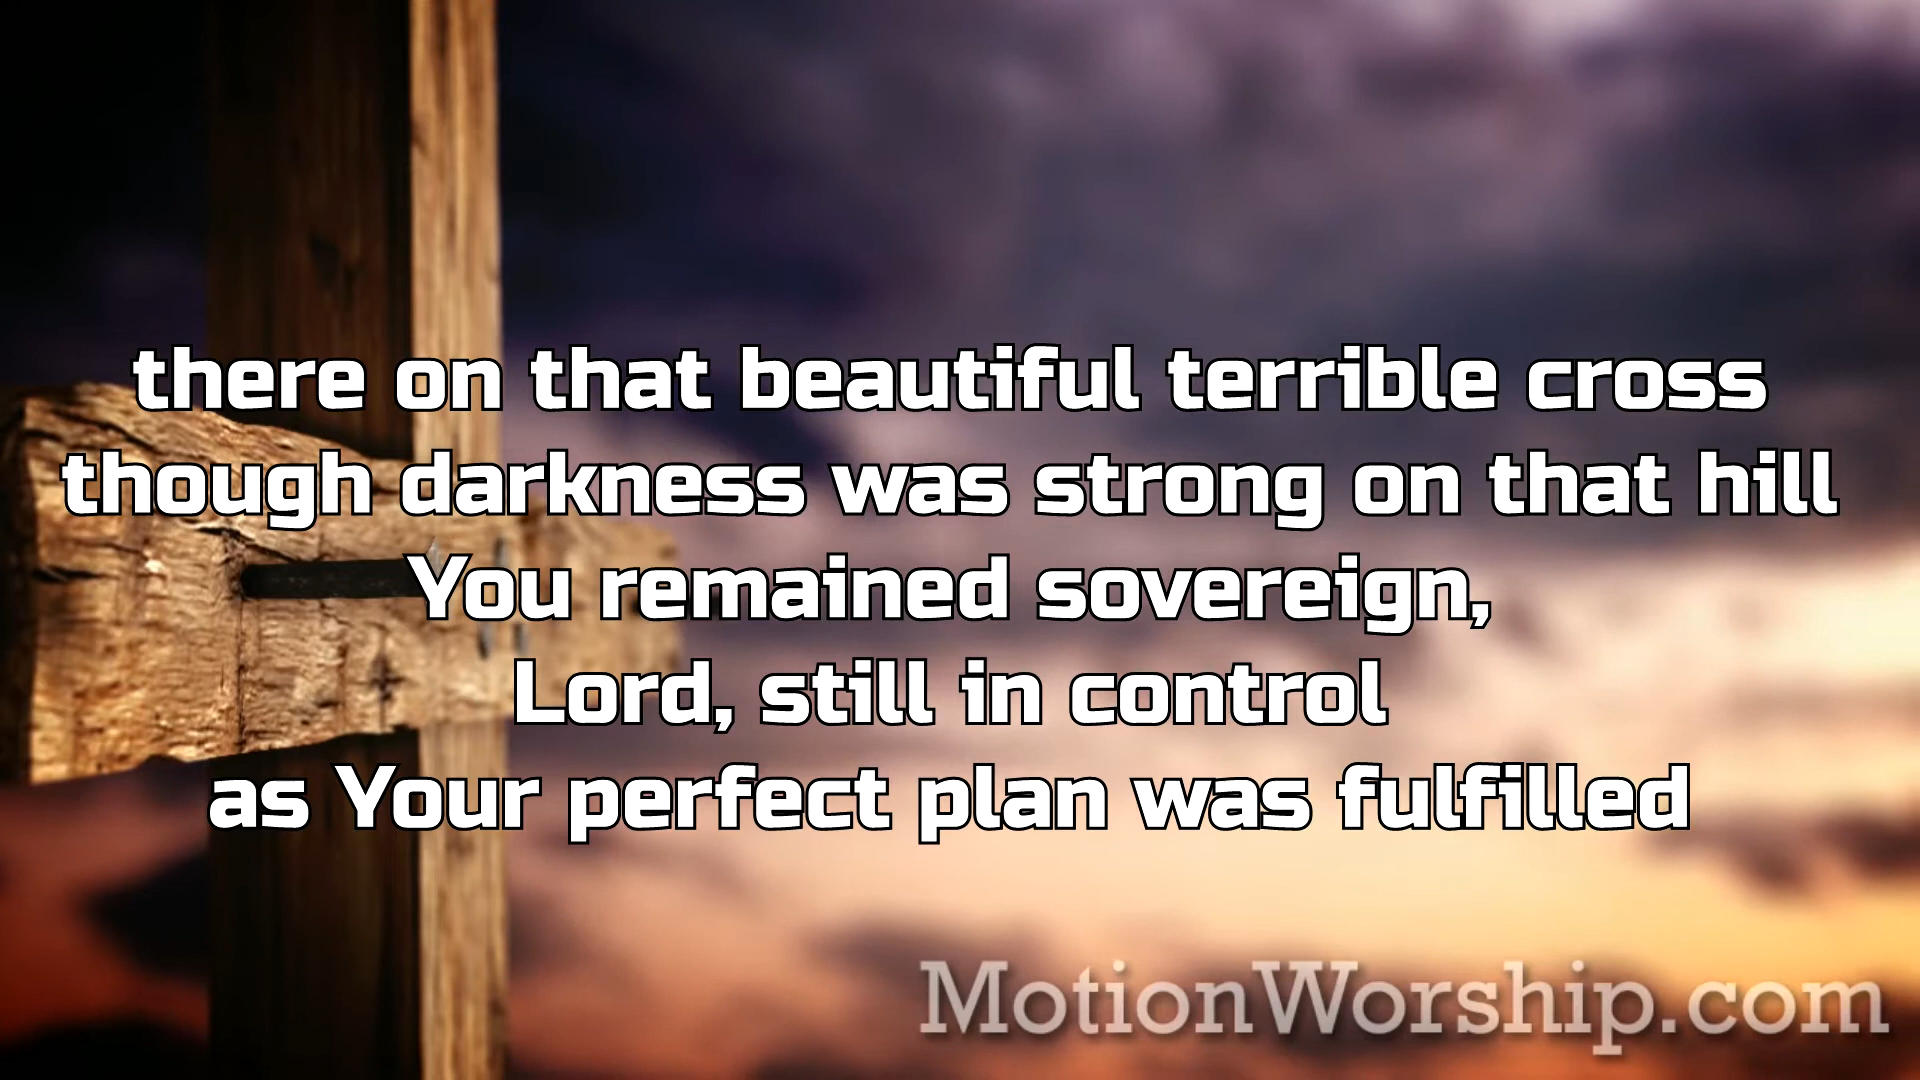 there on that beautiful terrible cross
though darkness was strong on that hill
You remained sovereign,
Lord, still in control
as Your perfect plan was fulfilled
MotionWorship.com